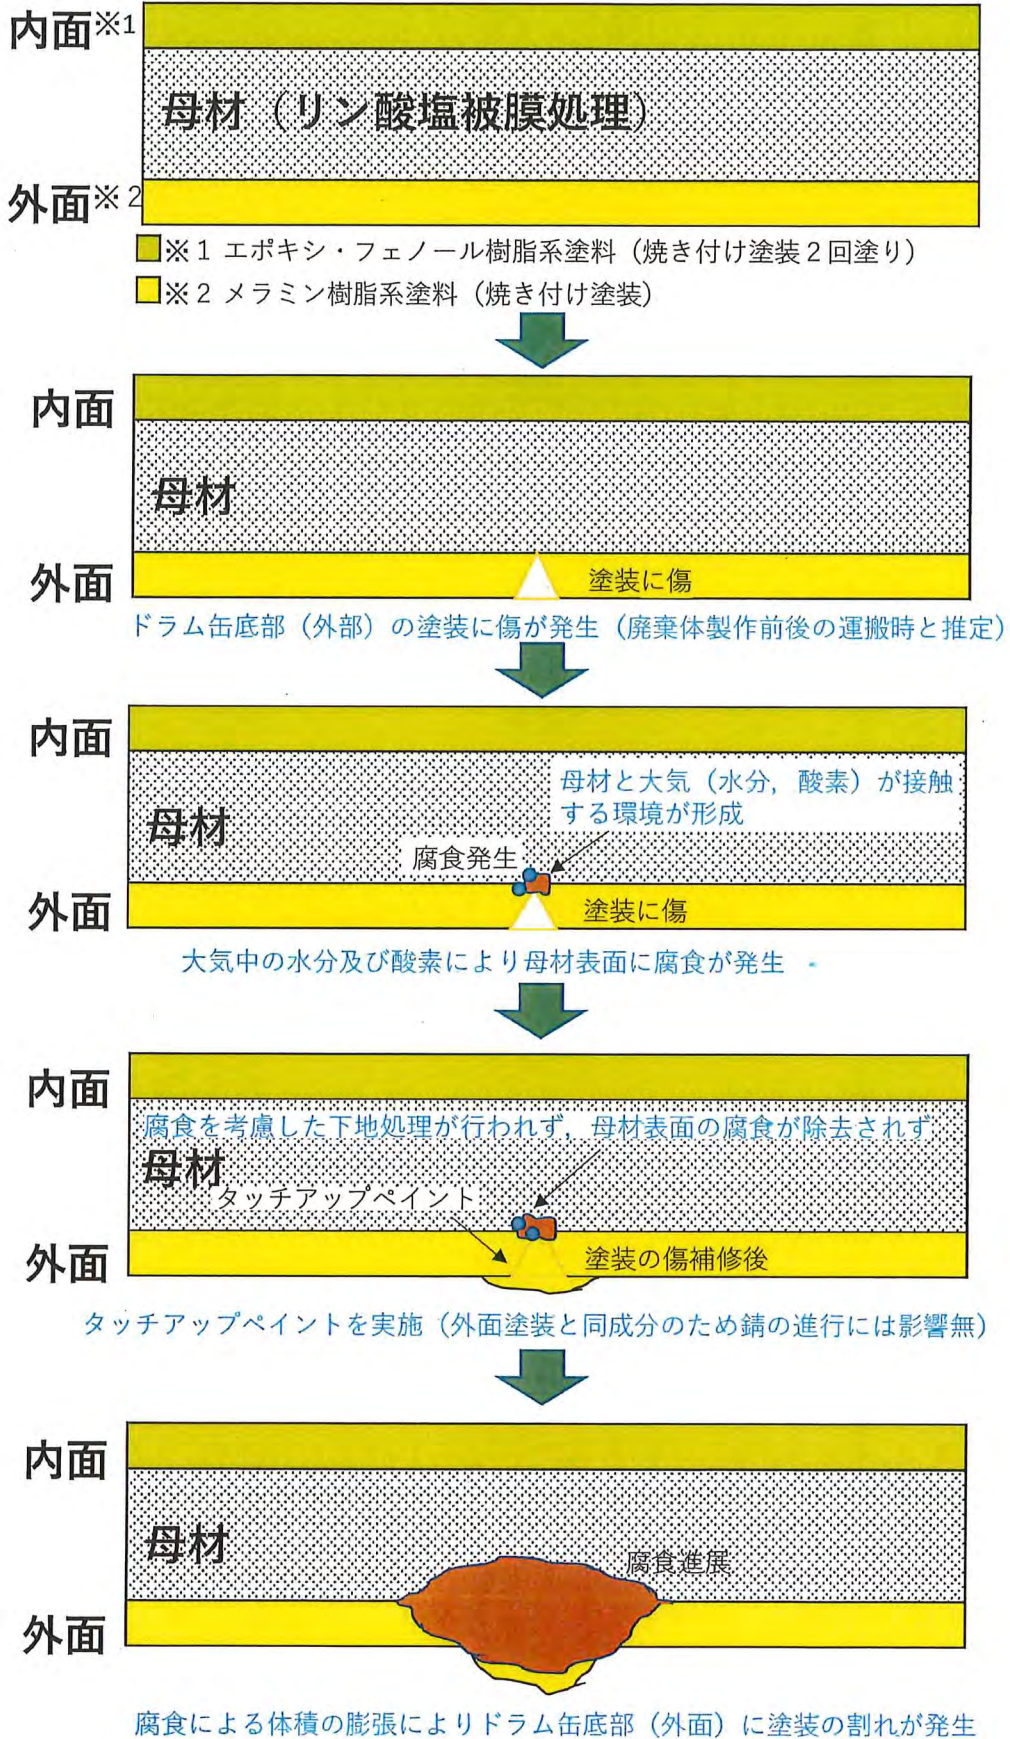 内面※1
母材（リン酸塩被膜処理）
外面※2
※1 エポキシ・フェノール樹脂系塗料（焼き付け塗装２回塗り）
※2 メラミン樹脂系塗料（焼き付け塗装）
内面
母材
外面
塗装に傷
ドラム缶底部（外部）の塗装に傷が発生（廃棄体製作前後の運搬時と推定）
内面
母材と大気（水分，酸素）が接触
する環境が形成
母材
腐食発生
外面
塗装に傷
大気中の水分及び酸素により母材表面に腐食が発生
内面
腐食を考慮した下地処理が行われず，母材表面の腐食が除去されず
母材
タッチアップペイント
外面
塗装の傷補修後
タッチアップペイントを実施（外面塗装と同成分のため錆の進行には影響無）
内面
母材
腐食進展
外面
腐食による体積の膨張によりドラム缶底部（外面）に塗装の割れが発生